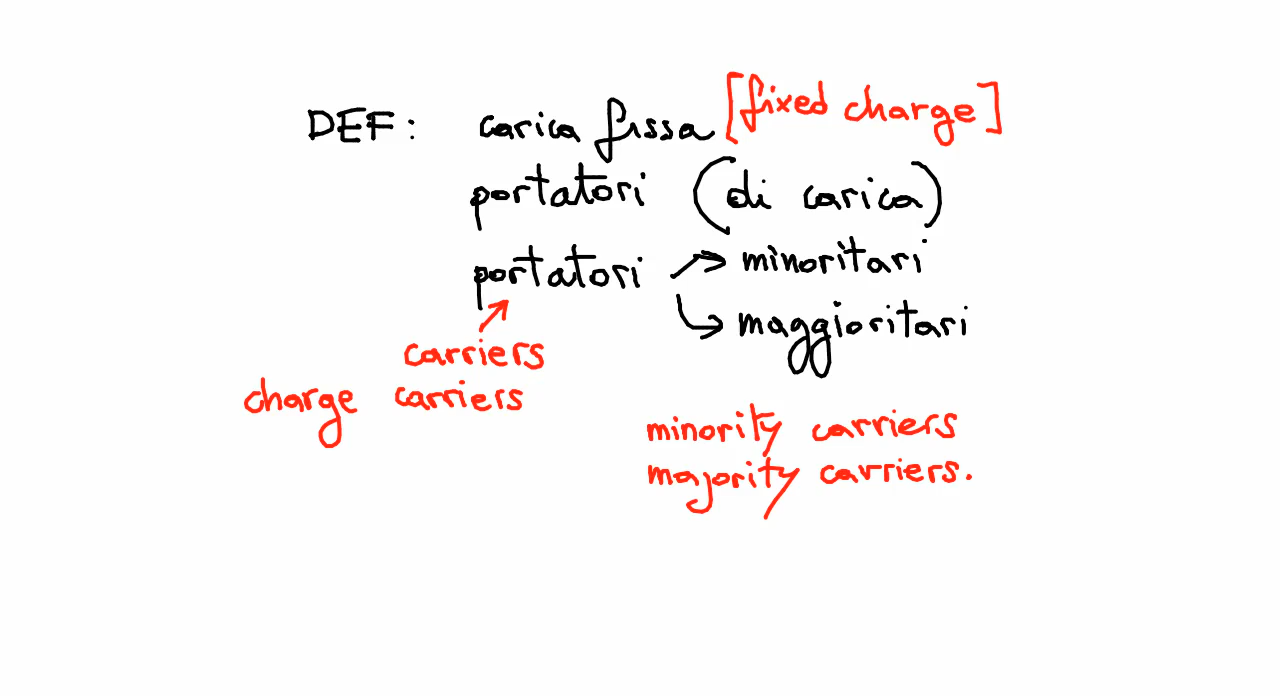 DEF: carica fissa [fixed charge]
portatori (di carica)
portatori → minoritari
↳ maggioritari
carriers
charge carriers
minority carriers
majority carriers.